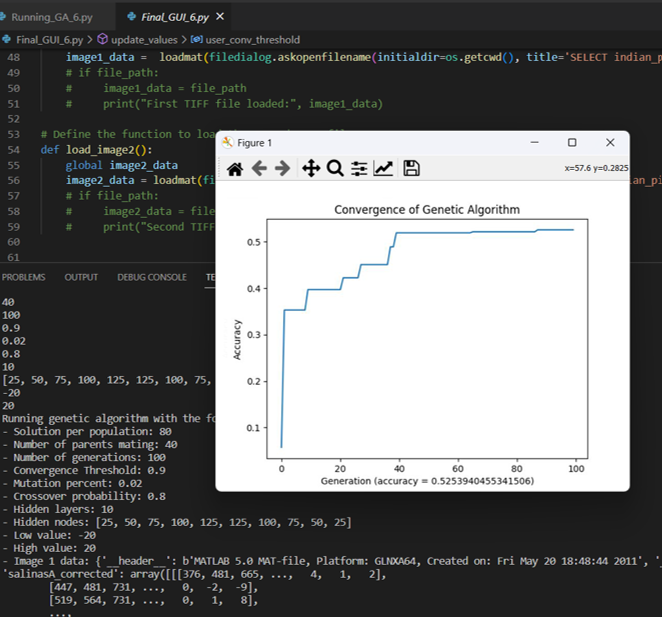 Running_GA_6.py
Final_GUI_6.py
Final_GUI_6.py > update_values > user_conv_threshold
48 image1_data = loadmat(filedialog.askopenfilename(initialdir=os.getcwd(), title='SELECT indian_p
49 # if file_path:
50 # image1_data = file_path
51 # print("First TIFF file loaded:", image1_data)
52
53 # Define the function to loa
54 def load_image2():
55 global image2_data
56 image2_data = loadmat(fi
ian_pi
57 # if file_path:
58 # image2_data = file
59 # print("Second TIFF
60
61
PROBLEMS OUTPUT DEBUG CONSOLE TE
40
100
0.9
0.02
0.8
10
[25, 50, 75, 100, 125, 125, 100, 75,
-20
20
Running genetic algorithm with the fo
- Solution per population: 80
- Number of parents mating: 40
- Number of generations: 100
- Convergence Threshold: 0.9
- Mutation percent: 0.02
- Crossover probability: 0.8
- Hidden layers: 10
- Hidden nodes: [25, 50, 75, 100, 125, 125, 100, 75, 50, 25]
- Low value: -20
- High value: 20
- Image 1 data: {'__header__': b'MATLAB 5.0 MAT-file, Platform: GLNXA64, Created on: Fri May 20 18:48:44 2011', '_
'salinasA_corrected': array([[[376, 481, 665, ..., 4, 1, 2],
[447, 481, 731, ..., 0, -2, -9],
[519, 564, 731, ..., 0, 1, 8],
...,
Figure 1
x=57.6 y=0.2825
Convergence of Genetic Algorithm
Accuracy
0.5
0.4
0.3
0.2
0.1
0 20 40 60 80 100
Generation (accuracy = 0.5253940455341506)